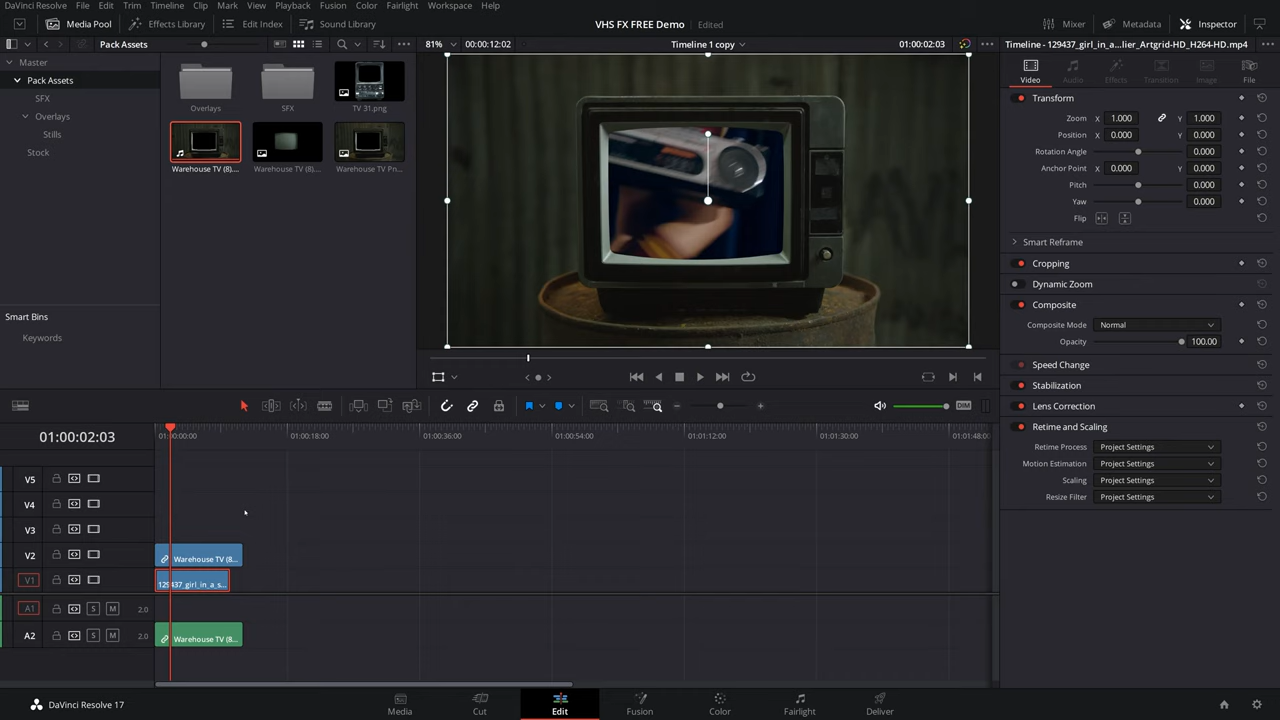 DaVinci Resolve File Edit Trim Timeline Clip Mark View Playback Fusion Color Fairlight Workspace Help
Media Pool Effects Library Edit Index Sound Library VHS FX FREE Demo Edited Mixer Metadata Inspector
Pack Assets 81% 00:00:12:02 Timeline 1 copy 01:00:02:03 Timeline - 129437_girl_in_a...lier_Artgrid-HD_H264-HD.mp4
Master
Pack Assets
SFX
Overlays
Stills
Stock
Overlays SFX TV 31.png
Warehouse TV (8).... Warehouse TV (8).... Warehouse TV Pn...
Smart Bins
Keywords
Video Audio Effects Transition Image File
Transform
Zoom X 1.000 Y 1.000
Position X 0.000 Y 0.000
Rotation Angle 0.000
Anchor Point X 0.000 Y 0.000
Pitch 0.000
Yaw 0.000
Flip
Smart Reframe
Cropping
Dynamic Zoom
Composite
Composite Mode Normal
Opacity 100.00
Speed Change
Stabilization
Lens Correction
Retime and Scaling
Retime Process Project Settings
Motion Estimation Project Settings
Scaling Project Settings
Resize Filter Project Settings
DIM
01:00:02:03 01:00:00:00 01:00:18:00 01:00:36:00 01:00:54:00 01:01:12:00 01:01:30:00 01:01:48:00
V5
V4
V3
V2 Warehouse TV (8...
V1 129437_girl_in_a_s...
A1 S M 2.0
A2 S M 2.0 Warehouse TV (8...
DaVinci Resolve 17 Media Cut Edit Fusion Color Fairlight Deliver